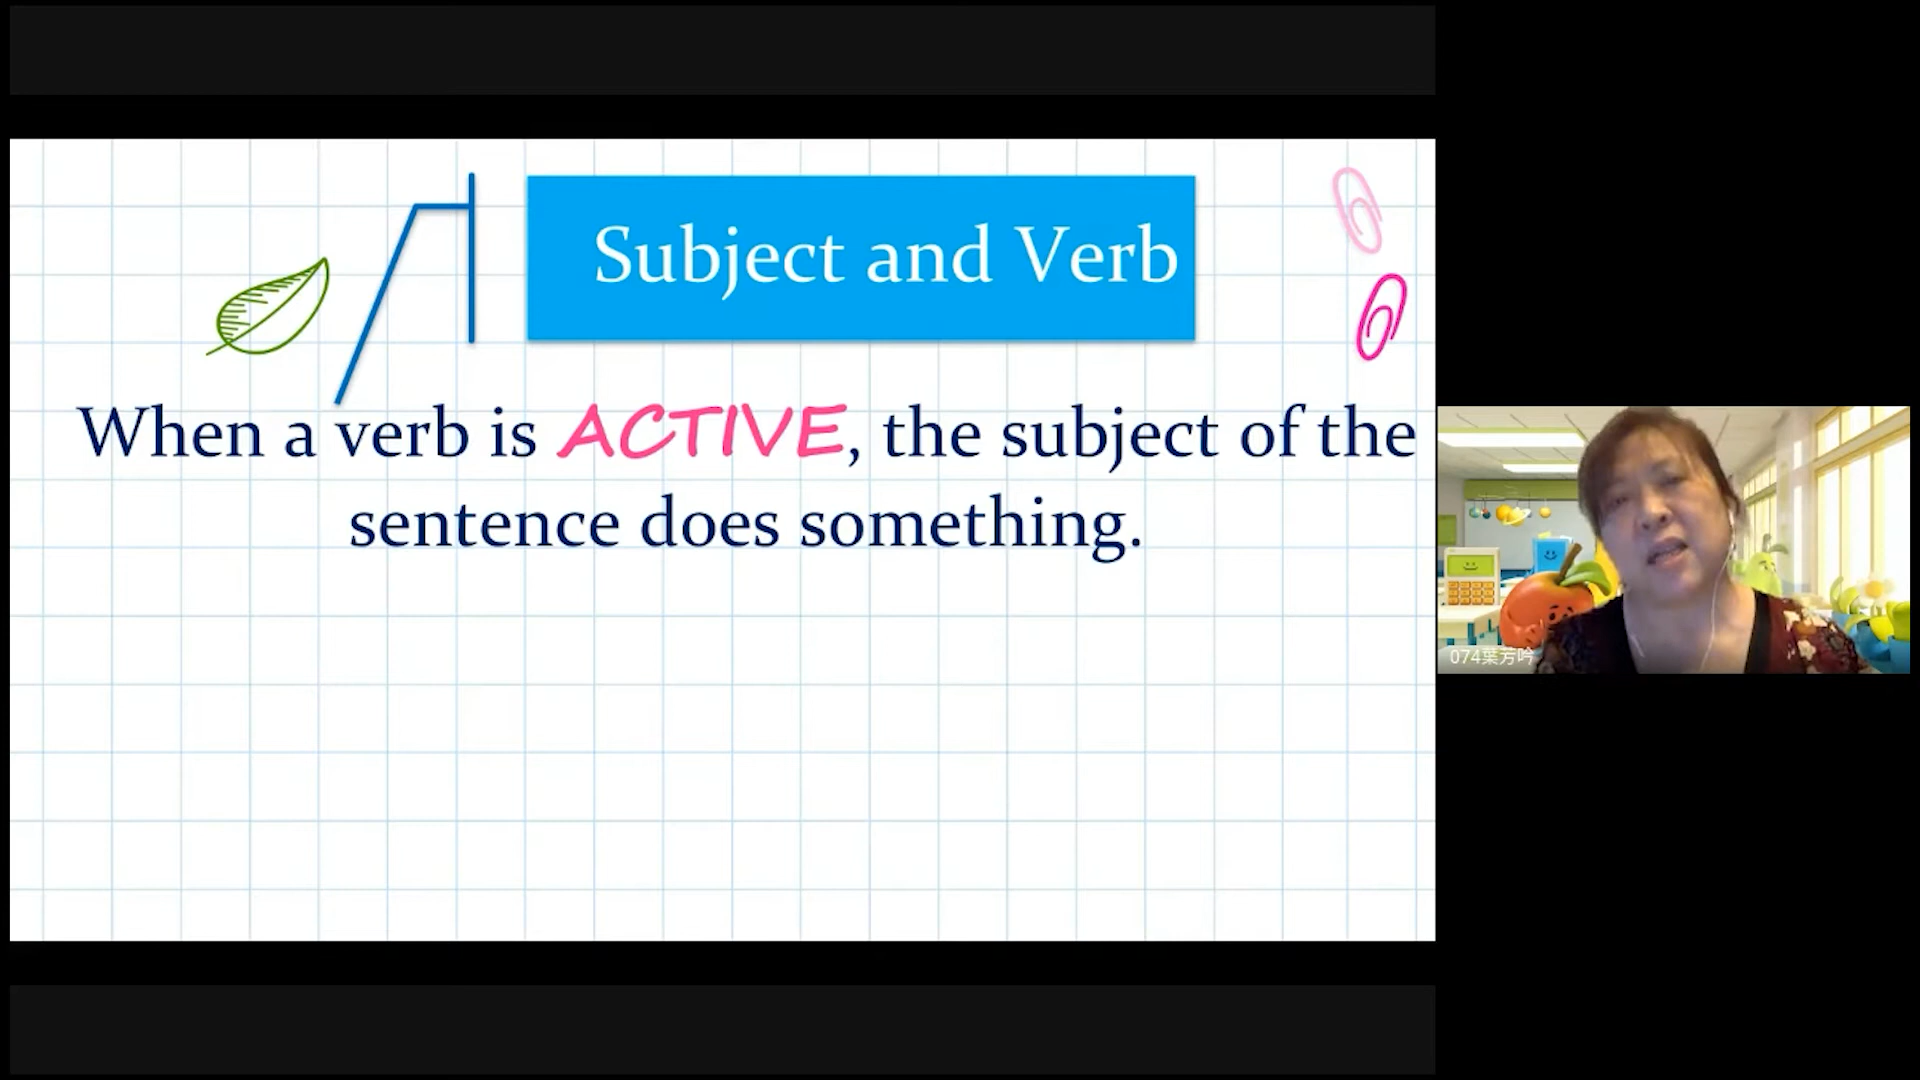 Subject and Verb
When a verb is ACTIVE, the subject of the
sentence does something.
074葉芳吟